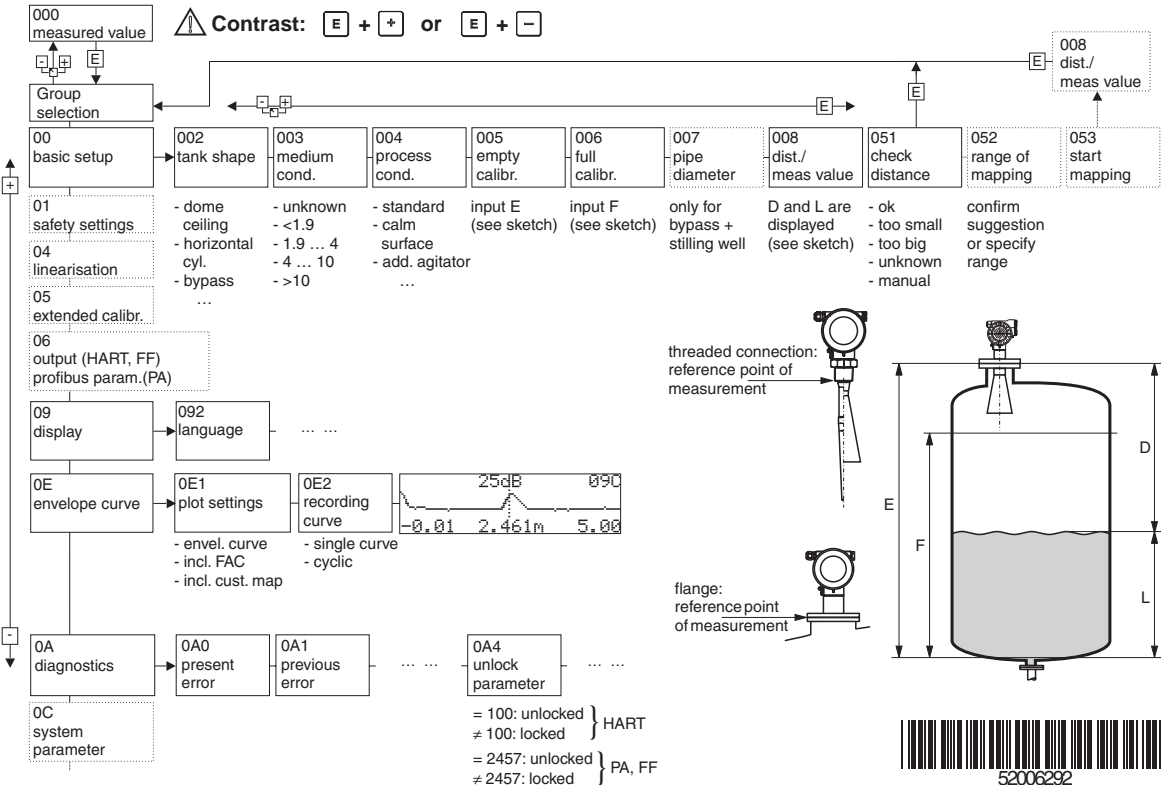 000
measured value
Contrast: E + + or E + −
- +
E
Group
selection
- +
E
E
E
008
dist./
meas value
00
basic setup
002
tank shape
003
medium
cond.
004
process
cond.
005
empty
calibr.
006
full
calibr.
007
pipe
diameter
008
dist./
meas value
051
check
distance
052
range of
mapping
053
start
mapping
- dome
ceiling
- horizontal
cyl.
- bypass
…
- unknown
- <1.9
- 1.9 … 4
- 4 … 10
- >10
- standard
- calm
surface
- add. agitator
…
input E
(see sketch)
input F
(see sketch)
only for
bypass +
stilling well
D and L are
displayed
(see sketch)
- ok
- too small
- too big
- unknown
- manual
confirm
suggestion
or specify
range
+
01
safety settings
04
linearisation
05
extended calibr.
06
output (HART, FF)
profibus param.(PA)
09
display
092
language
... ...
0E
envelope curve
0E1
plot settings
0E2
recording
curve
25dB 09C
-0.01 2.461m 5.00
- envel. curve
- incl. FAC
- incl. cust. map
- single curve
- cyclic
-
0A
diagnostics
0A0
present
error
0A1
previous
error
... ...
0A4
unlock
parameter
... ...
= 100: unlocked
≠ 100: locked
} HART
= 2457: unlocked
≠ 2457: locked
} PA, FF
0C
system
parameter
threaded connection:
reference point of
measurement
flange:
reference point
of measurement
E
F
D
L
52006292